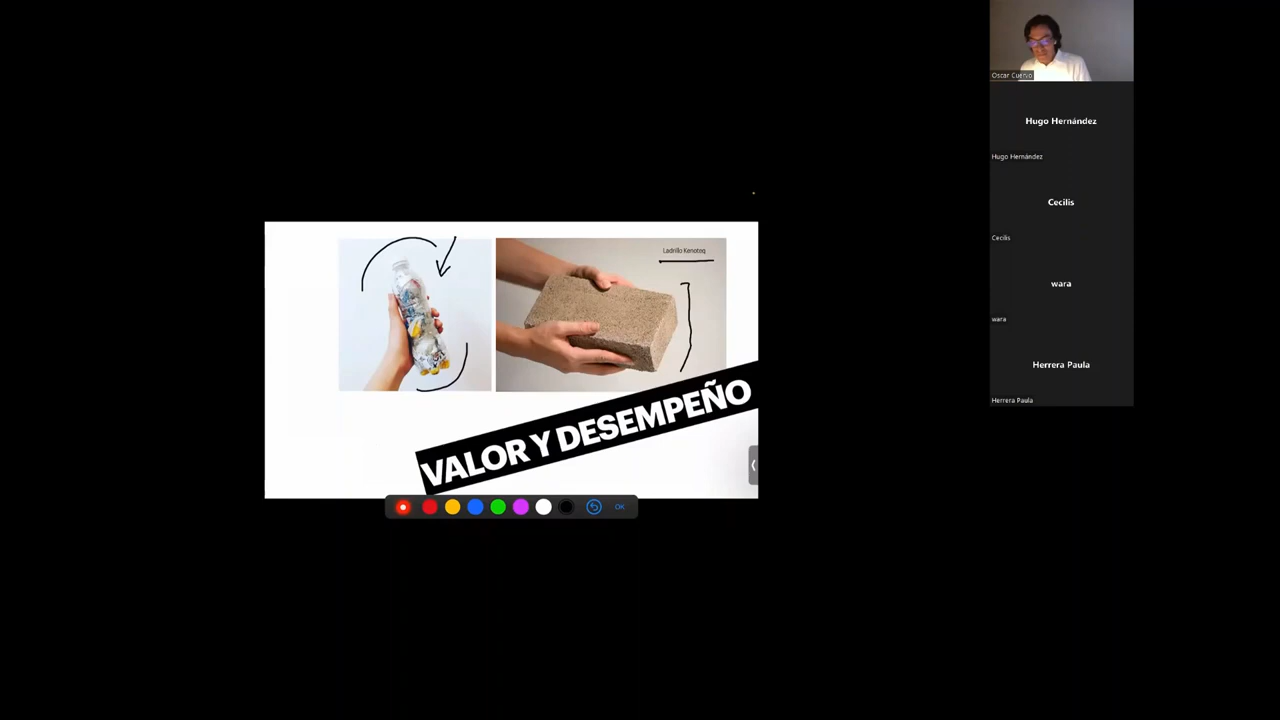 Ladrillo Kenoteq
VALOR Y DESEMPEÑO
OK
Oscar Cuervo
Hugo Hernández
Hugo Hernández
Cecilis
Cecilis
wara
wara
Herrera Paula
Herrera Paula